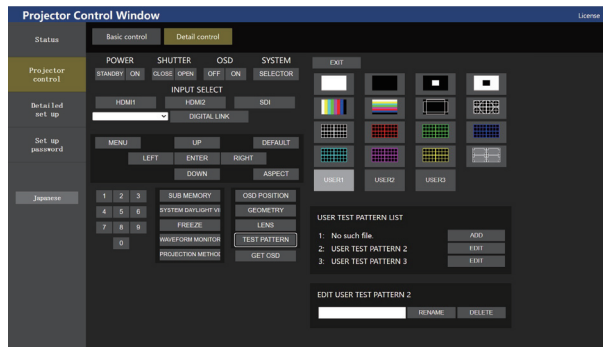 Projector Control Window
License
Status
Projector control
Detailed set up
Set up password
Japanese
Basic control
Detail control
POWER SHUTTER OSD SYSTEM
STANDBY ON CLOSE OPEN OFF ON SELECTOR
INPUT SELECT
HDMI1 HDMI2 SDI
DIGITAL LINK
MENU UP DEFAULT
LEFT ENTER RIGHT
DOWN ASPECT
1 2 3
4 5 6
7 8 9
0
SUB MEMORY
SYSTEM DAYLIGHT VI
FREEZE
WAVEFORM MONITOR
PROJECTION METHOD
OSD POSITION
GEOMETRY
LENS
TEST PATTERN
GET OSD
EXIT
USER1 USER2 USER3
USER TEST PATTERN LIST
1: No such file. ADD
2: USER TEST PATTERN 2 EDIT
3: USER TEST PATTERN 3 EDIT
EDIT USER TEST PATTERN 2
RENAME DELETE